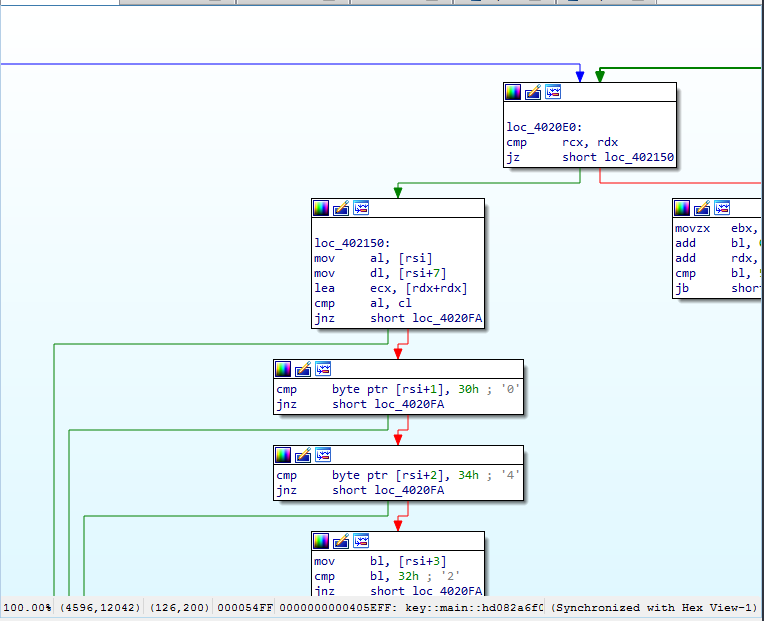 loc_4020E0:
cmp rcx, rdx
jz short loc_402150
loc_402150:
mov al, [rsi]
mov dl, [rsi+7]
lea ecx, [rdx+rdx]
cmp al, cl
jnz short loc_4020FA
movzx ebx,
add bl,
add rdx,
cmp bl,
jb short
cmp byte ptr [rsi+1], 30h ; '0'
jnz short loc_4020FA
cmp byte ptr [rsi+2], 34h ; '4'
jnz short loc_4020FA
mov bl, [rsi+3]
cmp bl, 32h ; '2'
jnz short loc_4020FA
100.00% (4596,12042) (126,200) 000054FF 0000000000405EFF: key::main::hd082a6f0 (Synchronized with Hex View-1)